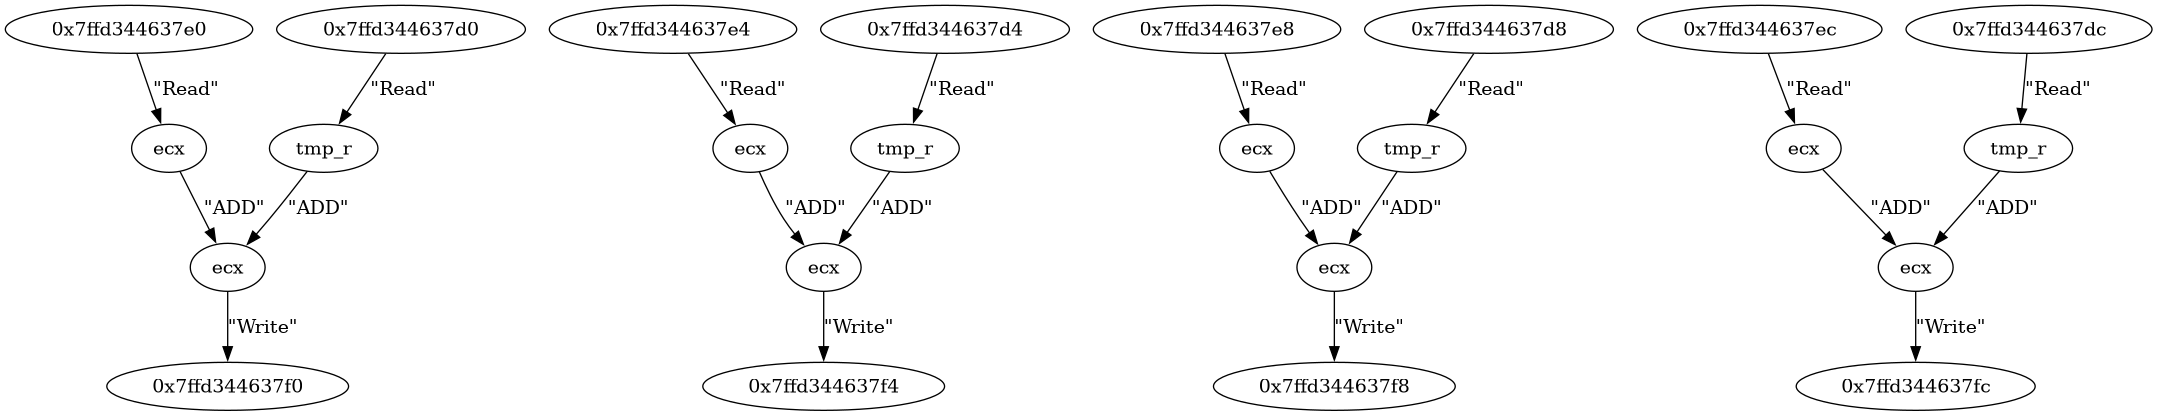 0x7ffd344637e0 0x7ffd344637d0 0x7ffd344637e4 0x7ffd344637d4 0x7ffd344637e8 0x7ffd344637d8 0x7ffd344637ec 0x7ffd344637dc
"Read" "Read" "Read" "Read" "Read" "Read" "Read" "Read"
ecx tmp_r ecx tmp_r ecx tmp_r ecx tmp_r
"ADD" "ADD" "ADD" "ADD" "ADD" "ADD" "ADD" "ADD"
ecx ecx ecx ecx
"Write" "Write" "Write" "Write"
0x7ffd344637f0 0x7ffd344637f4 0x7ffd344637f8 0x7ffd344637fc